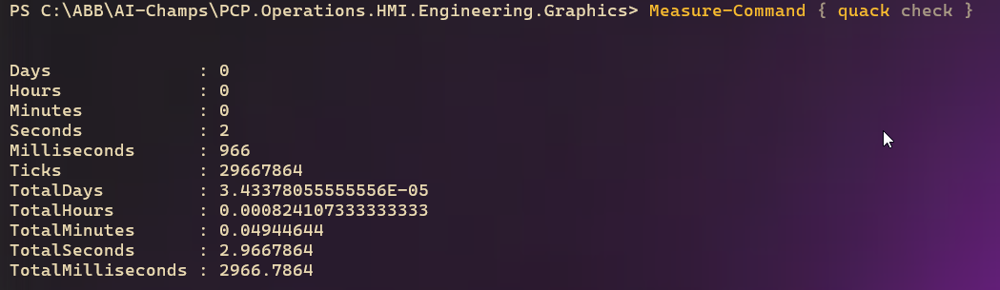 PS C:\ABB\AI-Champs\PCP.Operations.HMI.Engineering.Graphics> Measure-Command { quack check }
Days              : 0
Hours             : 0
Minutes           : 0
Seconds           : 2
Milliseconds      : 966
Ticks             : 29667864
TotalDays         : 3.43378055555556E-05
TotalHours        : 0.000824107333333333
TotalMinutes      : 0.04944644
TotalSeconds      : 2.9667864
TotalMilliseconds : 2966.7864